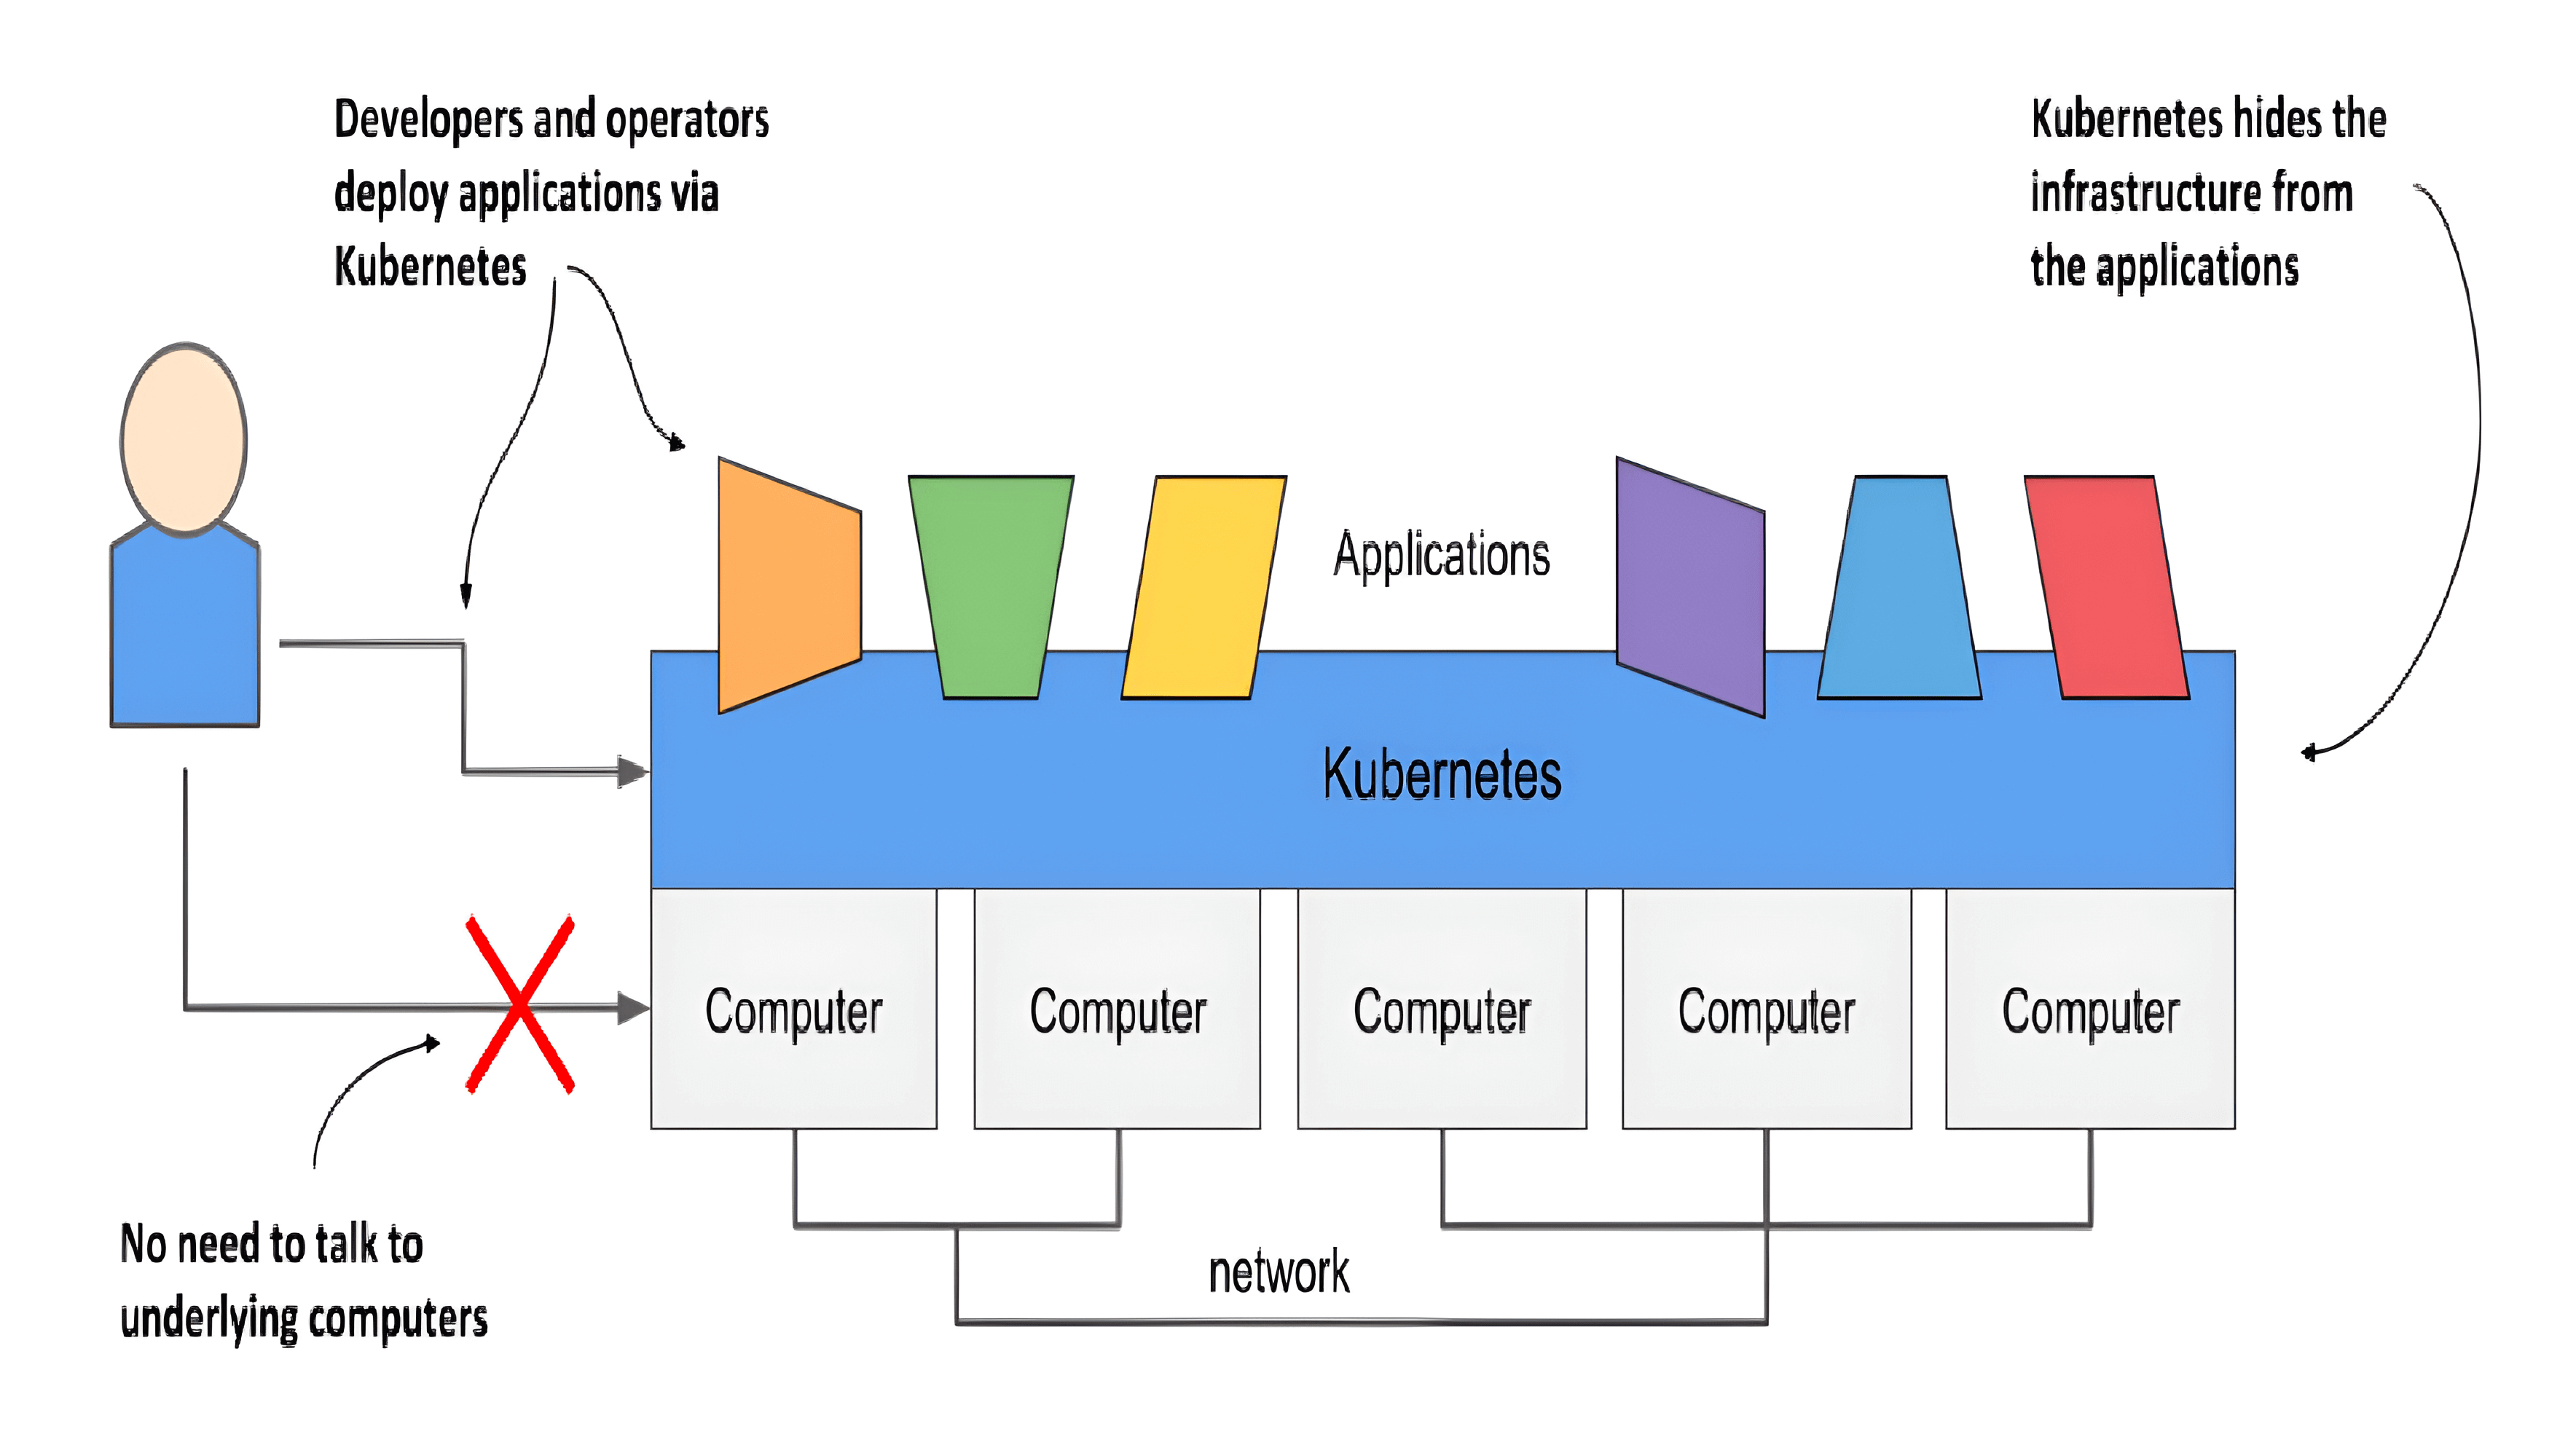 Developers and operators
deploy applications via
Kubernetes
Kubernetes hides the
infrastructure from
the applications
Applications
Kubernetes
Computer
Computer
Computer
Computer
Computer
network
No need to talk to
underlying computers